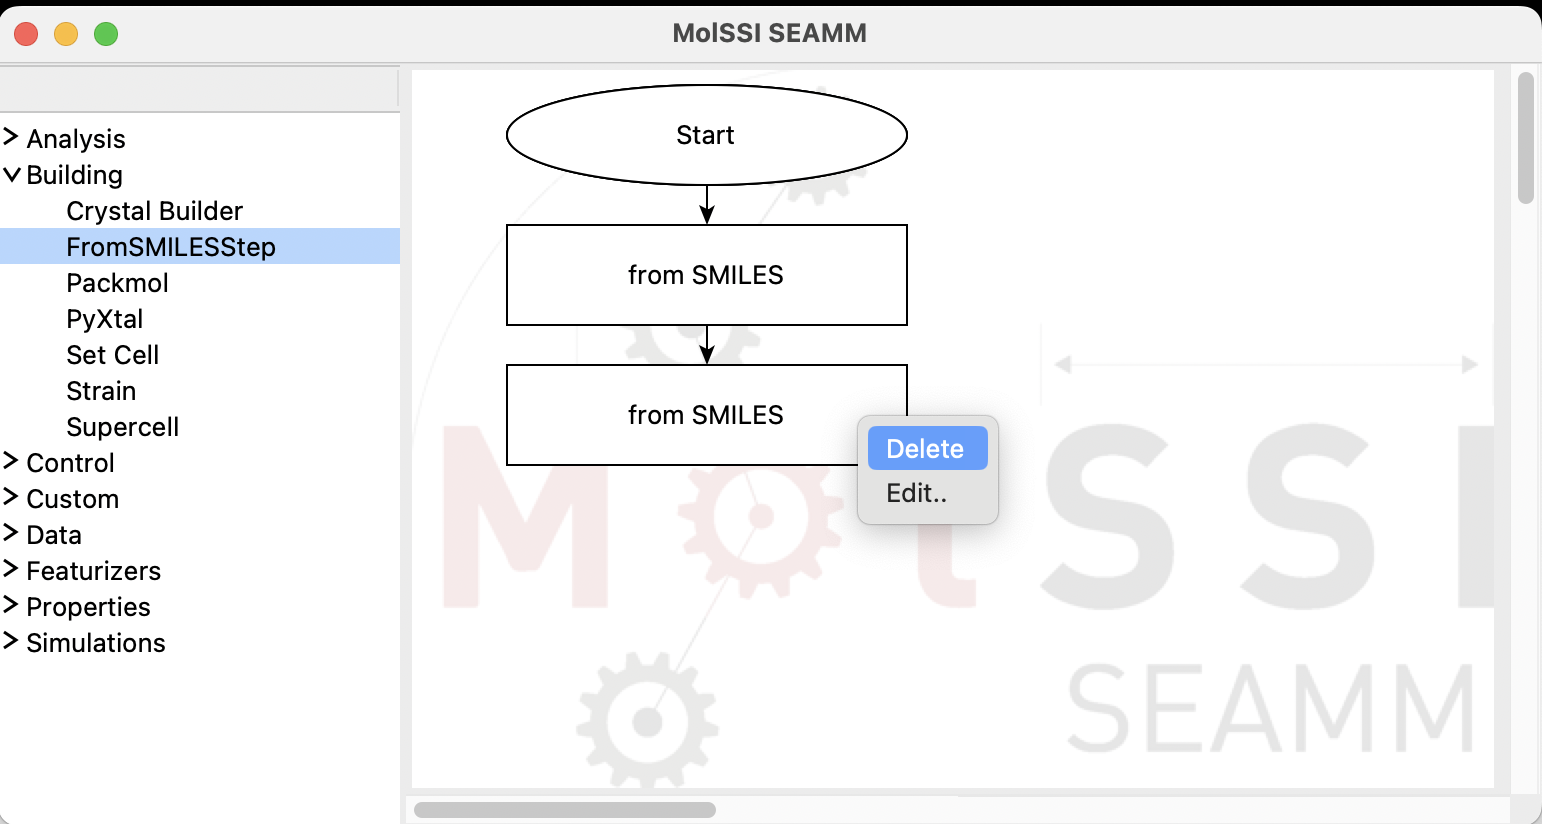 MolSSI SEAMM
Analysis
Building
Crystal Builder
FromSMILESStep
Packmol
PyXtal
Set Cell
Strain
Supercell
Control
Custom
Data
Featurizers
Properties
Simulations
Start
from SMILES
from SMILES
Delete
Edit..
MolSSI
SEAMM